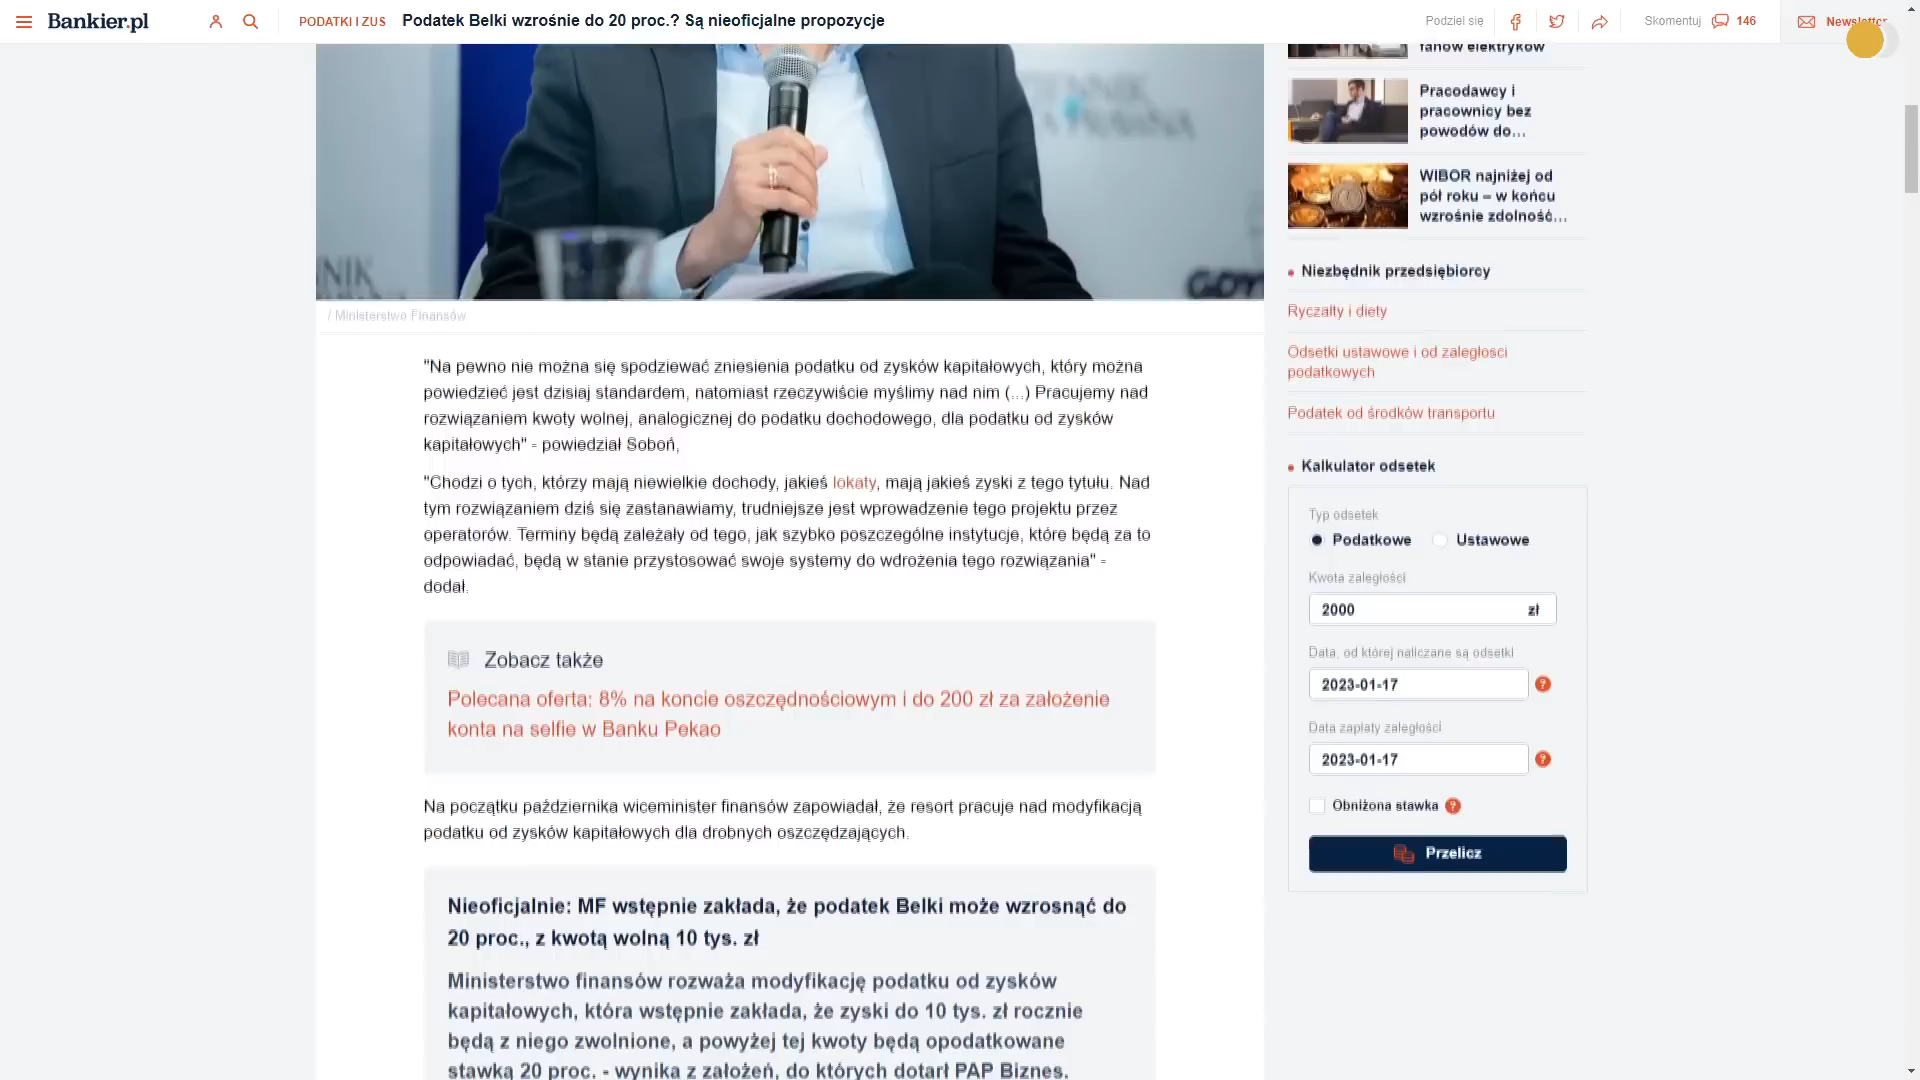 Bankier.pl
PODATKI I ZUS
Podatek Belki wzrośnie do 20 proc.? Są nieoficjalne propozycje
Podziel się
Skomentuj
146
Newsletter
fanów elektryków
Pracodawcy i
pracownicy bez
powodów do...
WIBOR najniżej od
pół roku – w końcu
wzrośnie zdolność...
/ Ministerstwo Finansów
"Na pewno nie można się spodziewać zniesienia podatku od zysków kapitałowych, który można
powiedzieć jest dzisiaj standardem, natomiast rzeczywiście myślimy nad nim (...) Pracujemy nad
rozwiązaniem kwoty wolnej, analogicznej do podatku dochodowego, dla podatku od zysków
kapitałowych" - powiedział Soboń,
"Chodzi o tych, którzy mają niewielkie dochody, jakieś lokaty, mają jakieś zyski z tego tytułu. Nad
tym rozwiązaniem dziś się zastanawiamy, trudniejsze jest wprowadzenie tego projektu przez
operatorów. Terminy będą zależały od tego, jak szybko poszczególne instytucje, które będą za to
odpowiadać, będą w stanie przystosować swoje systemy do wdrożenia tego rozwiązania" -
dodał.
Zobacz także
Polecana oferta: 8% na koncie oszczędnościowym i do 200 zł za założenie
konta na selfie w Banku Pekao
Na początku października wiceminister finansów zapowiadał, że resort pracuje nad modyfikacją
podatku od zysków kapitałowych dla drobnych oszczędzających.
Nieoficjalnie: MF wstępnie zakłada, że podatek Belki może wzrosnąć do
20 proc., z kwotą wolną 10 tys. zł
Ministerstwo finansów rozważa modyfikację podatku od zysków
kapitałowych, która wstępnie zakłada, że zyski do 10 tys. zł rocznie
będą z niego zwolnione, a powyżej tej kwoty będą opodatkowane
stawką 20 proc. - wynika z założeń, do których dotarł PAP Biznes.
Niezbędnik przedsiębiorcy
Ryczałty i diety
Odsetki ustawowe i od zaległosci
podatkowych
Podatek od środków transportu
Kalkulator odsetek
Typ odsetek
Podatkowe
Ustawowe
Kwota zaległości
2000 zł
Data, od której naliczane są odsetki
2023-01-17 ?
Data zapłaty zaległości
2023-01-17 ?
Obniżona stawka ?
Przelicz